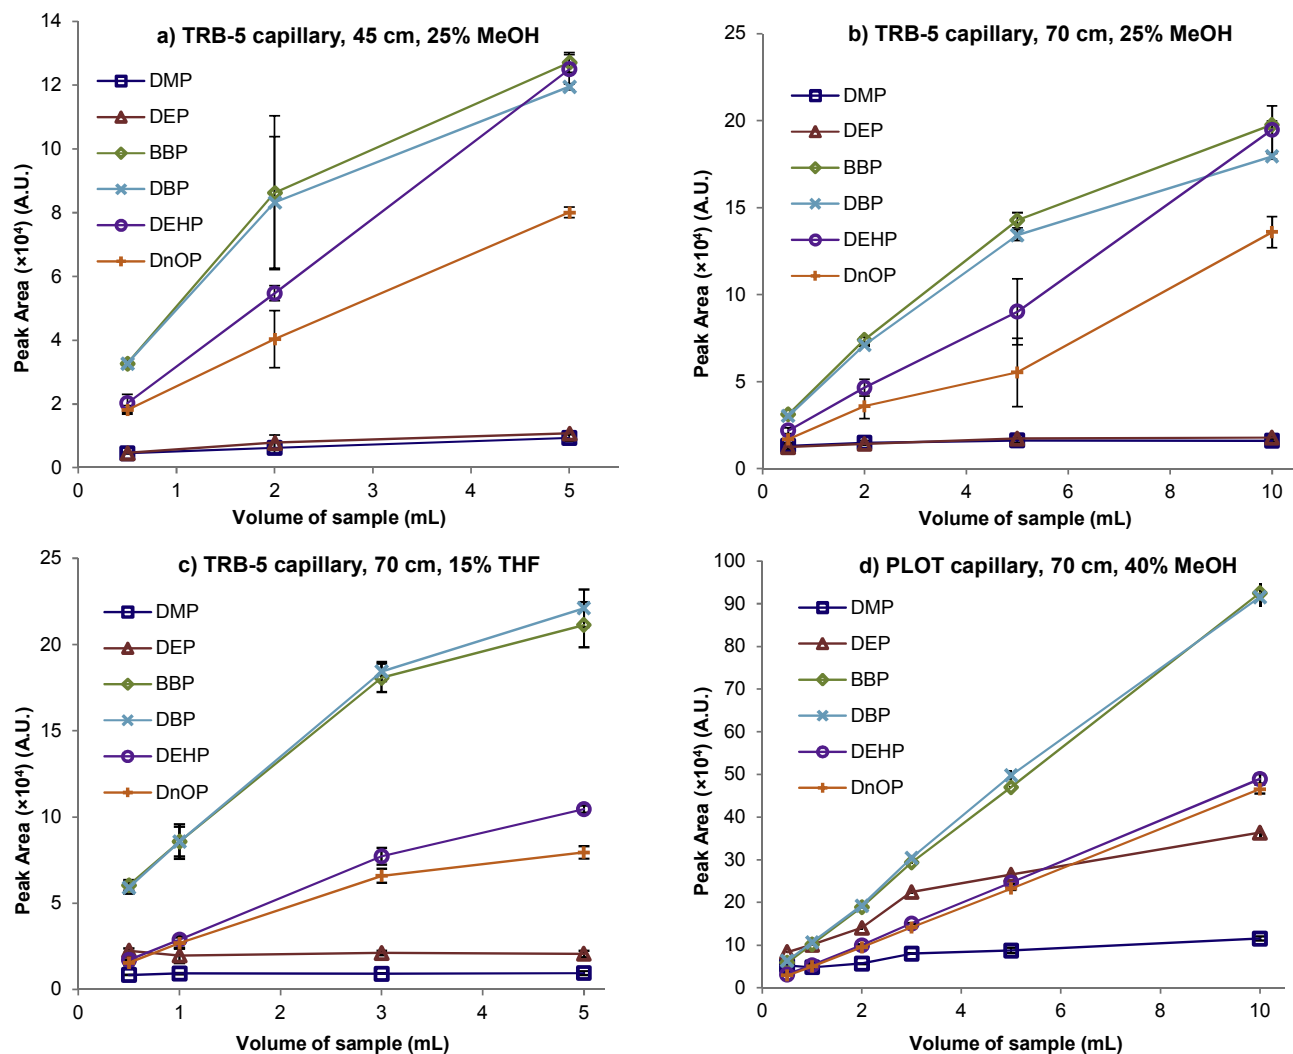 a) TRB-5 capillary, 45 cm, 25% MeOH
Peak Area (×10⁴) (A.U.)
14
12
10
8
6
4
2
0
DMP
DEP
BBP
DBP
DEHP
DnOP
0 1 2 3 4 5
Volume of sample (mL)
b) TRB-5 capillary, 70 cm, 25% MeOH
Peak Area (×10⁴) (A.U.)
25
20
15
10
5
0
DMP
DEP
BBP
DBP
DEHP
DnOP
0 2 4 6 8 10
Volume of sample (mL)
c) TRB-5 capillary, 70 cm, 15% THF
Peak Area (×10⁴) (A.U.)
25
20
15
10
5
0
DMP
DEP
BBP
DBP
DEHP
DnOP
0 1 2 3 4 5
Volume of sample (mL)
d) PLOT capillary, 70 cm, 40% MeOH
Peak Area (×10⁴) (A.U.)
100
90
80
70
60
50
40
30
20
10
0
DMP
DEP
BBP
DBP
DEHP
DnOP
0 2 4 6 8 10
Volume of sample (mL)